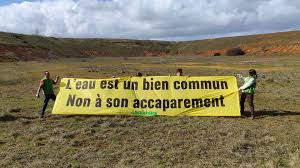 L'eau est un bien commun
Non à son accaparement